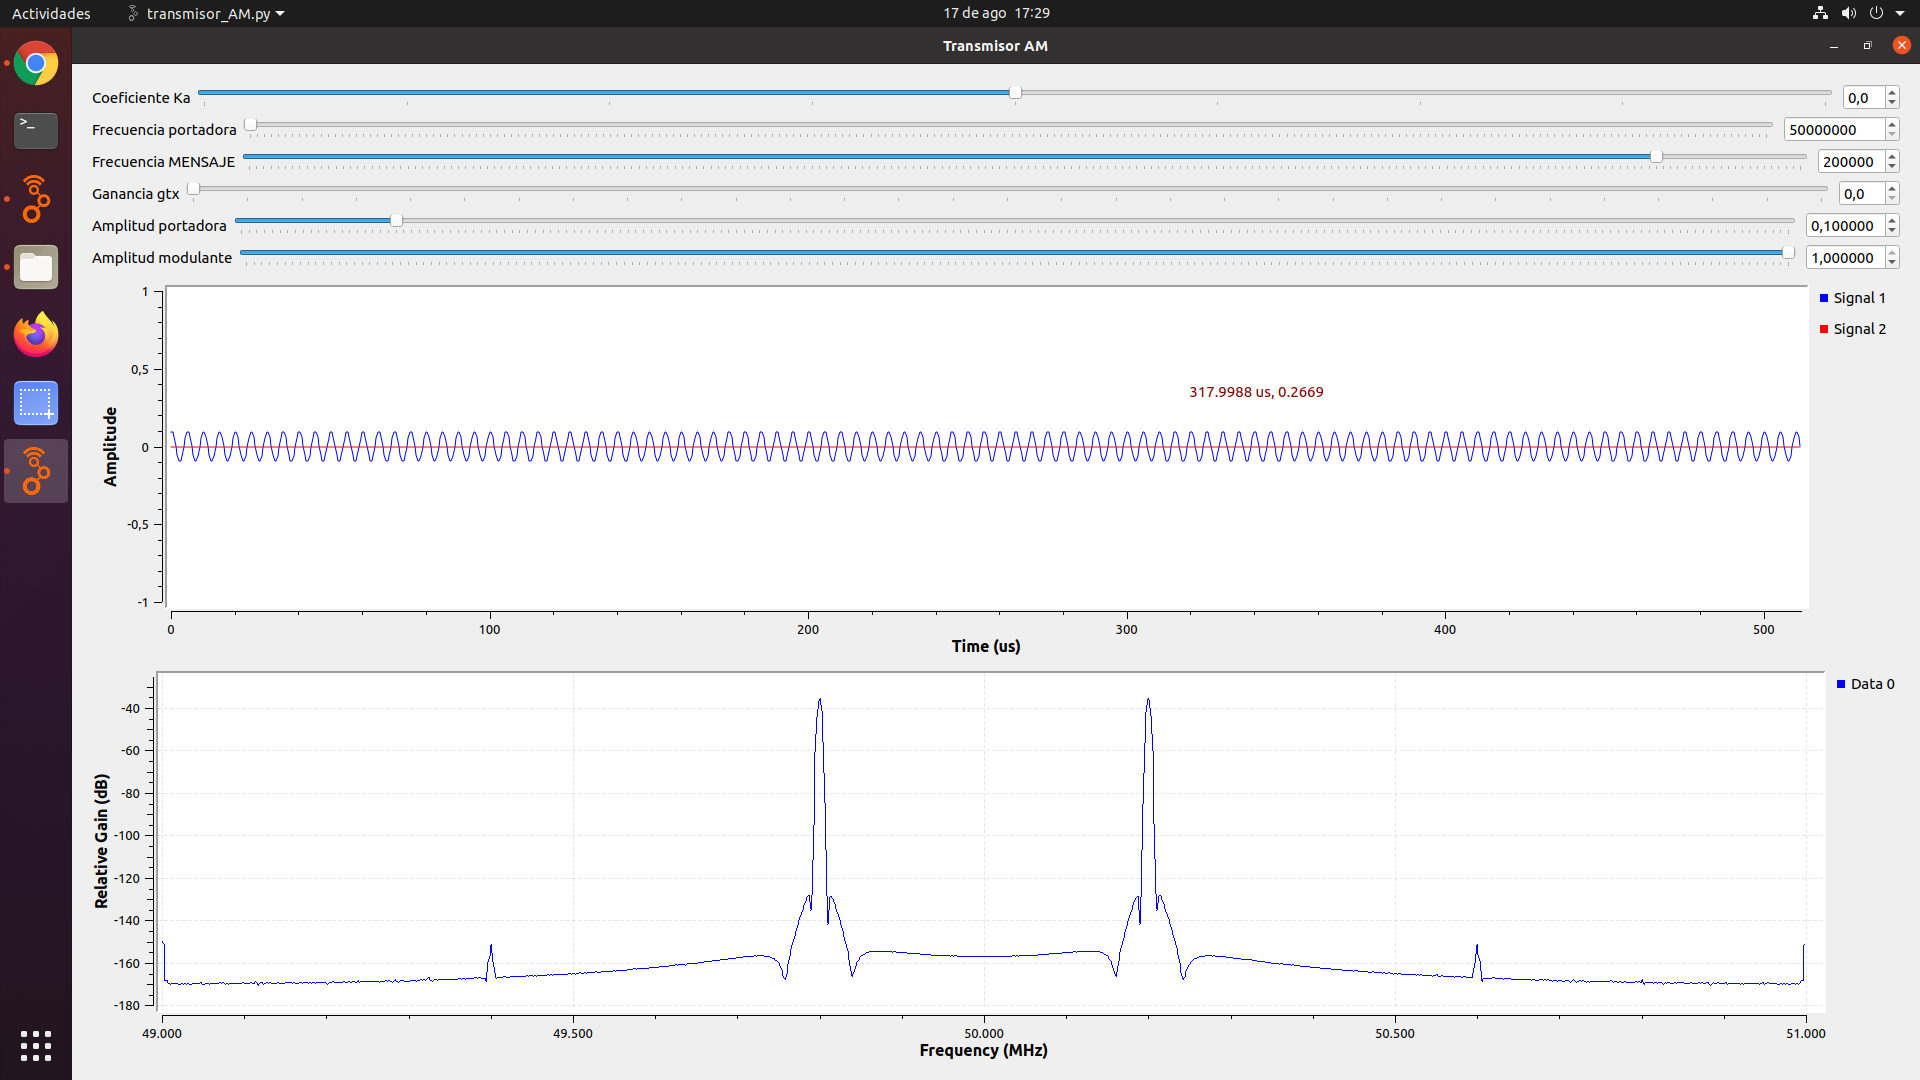 Actividades transmisor_AM.py 17 de ago 17:29
Transmisor AM
Coeficiente Ka 0,0
Frecuencia portadora 50000000
Frecuencia MENSAJE 200000
Ganancia gtx 0,0
Amplitud portadora 0,100000
Amplitud modulante 1,000000
Signal 1
Signal 2
317.9988 us, 0.2669
Amplitude
1
0,5
0
-0,5
-1
0 100 200 300 400 500
Time (us)
Data 0
Relative Gain (dB)
-40
-60
-80
-100
-120
-140
-160
-180
49.000 49.500 50.000 50.500 51.000
Frequency (MHz)